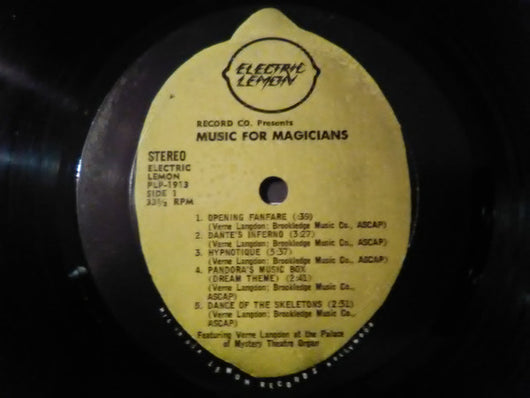 ELECTRIC
LEMON
RECORD CO. Presents
MUSIC FOR MAGICIANS
STEREO
ELECTRIC
LEMON
PLP-1913
SIDE 1
33⅓ RPM
1. OPENING FANFARE (:39)
(Verne Langdon; Brookledge Music Co., ASCAP)
2. DANTE'S INFERNO (3:27)
(Verne Langdon; Brookledge Music Co., ASCAP)
3. HYPNOTIQUE (5:37)
(Verne Langdon; Brookledge Music Co., ASCAP)
4. PANDORA'S MUSIC BOX
(DREAM THEME) (2:41)
(Verne Langdon; Brookledge Music Co.,
ASCAP)
5. DANCE OF THE SKELETONS (2:51)
(Verne Langdon; Brookledge Music Co.,
ASCAP)
Featuring Verne Langdon at the Palace
of Mystery Theatre Organ
LEMON RECORDS HOLLYWOOD